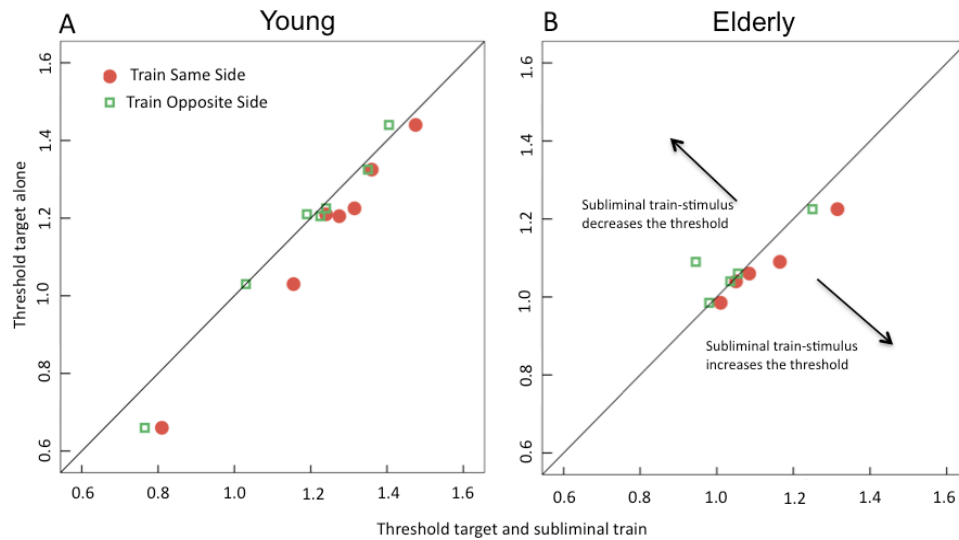 A
Young
B
Elderly
Train Same Side
Train Opposite Side
Threshold target alone
1.6
1.4
1.2
1.0
0.8
0.6
0.6 0.8 1.0 1.2 1.4 1.6
1.6
1.4
1.2
1.0
0.8
0.6
Subliminal train-stimulus
decreases the threshold
Subliminal train-stimulus
increases the threshold
0.6 0.8 1.0 1.2 1.4 1.6
Threshold target and subliminal train